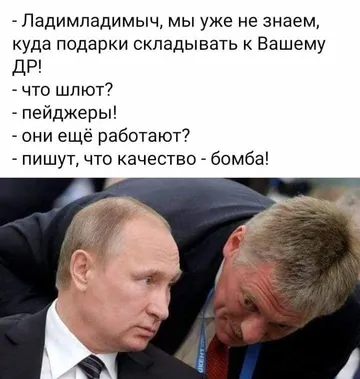 - Ладимладимыч, мы уже не знаем,
куда подарки складывать к Вашему
ДР!
- что шлют?
- пейджеры!
- они ещё работают?
- пишут, что качество - бомба!